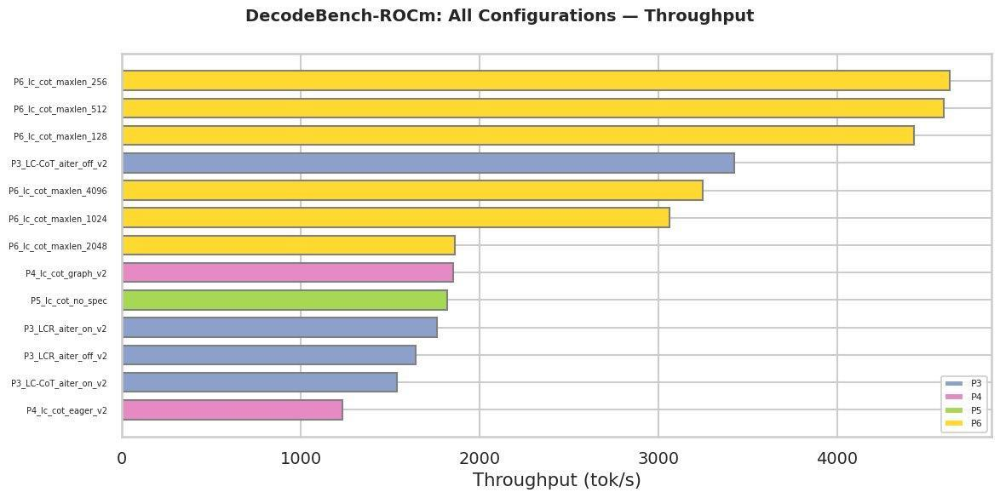 DecodeBench-ROCm: All Configurations — Throughput
P6_lc_cot_maxlen_256
P6_lc_cot_maxlen_512
P6_lc_cot_maxlen_128
P3_LC-CoT_aiter_off_v2
P6_lc_cot_maxlen_4096
P6_lc_cot_maxlen_1024
P6_lc_cot_maxlen_2048
P4_lc_cot_graph_v2
P5_lc_cot_no_spec
P3_LCR_aiter_on_v2
P3_LCR_aiter_off_v2
P3_LC-CoT_aiter_on_v2
P4_lc_cot_eager_v2
P3
P4
P5
P6
0 1000 2000 3000 4000
Throughput (tok/s)